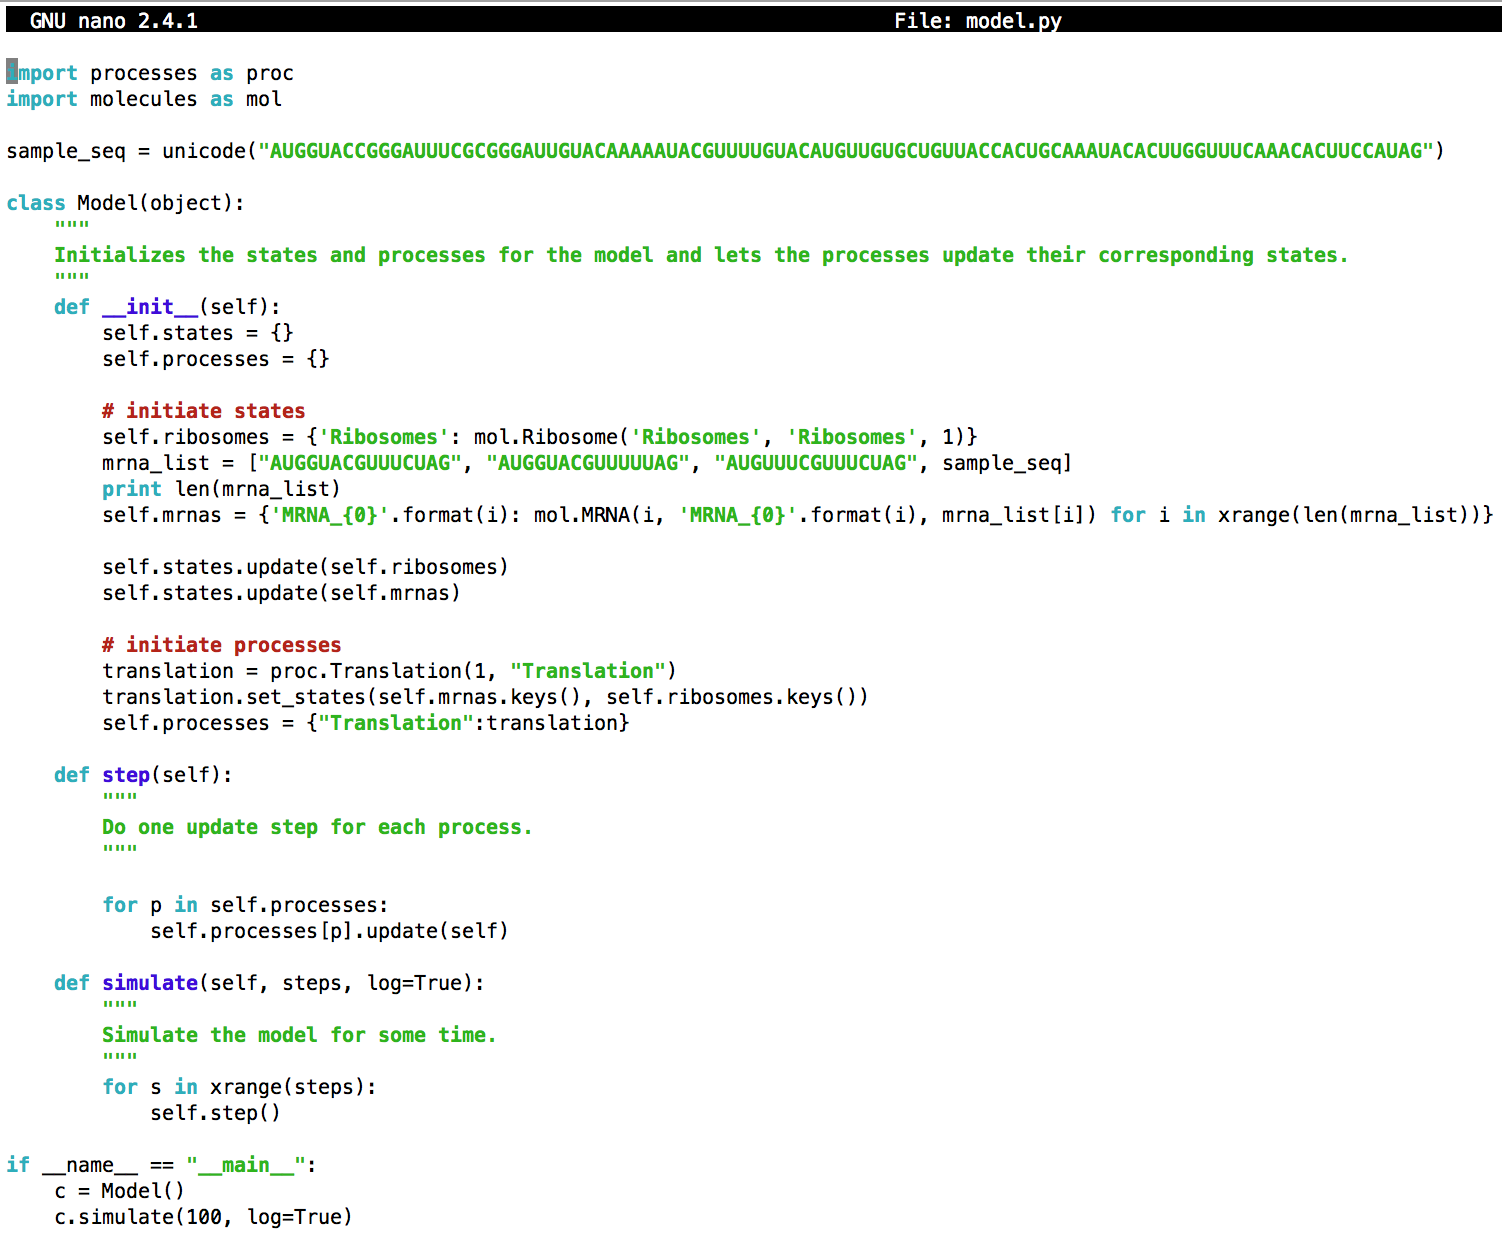 GNU nano 2.4.1 File: model.py
import processes as proc
import molecules as mol
sample_seq = unicode("AUGGUACCGGGAUUUCGCGGGAUUGUACAAAAAUACGUUUUGUACAUGUUGUGCUGUUACCACUGCAAAUACACUUGGUUUCAAACACUUCCAUAG")
class Model(object):
    """
    Initializes the states and processes for the model and lets the processes update their corresponding states.
    """
    def __init__(self):
        self.states = {}
        self.processes = {}
        # initiate states
        self.ribosomes = {'Ribosomes': mol.Ribosome('Ribosomes', 'Ribosomes', 1)}
        mrna_list = ["AUGGUACGUUUCUAG", "AUGGUACGUUUUUAG", "AUGUUUCGUUUCUAG", sample_seq]
        print len(mrna_list)
        self.mrnas = {'MRNA_{0}'.format(i): mol.MRNA(i, 'MRNA_{0}'.format(i), mrna_list[i]) for i in xrange(len(mrna_list))}
        self.states.update(self.ribosomes)
        self.states.update(self.mrnas)
        # initiate processes
        translation = proc.Translation(1, "Translation")
        translation.set_states(self.mrnas.keys(), self.ribosomes.keys())
        self.processes = {"Translation":translation}
    def step(self):
        """
        Do one update step for each process.
        """
        for p in self.processes:
            self.processes[p].update(self)
    def simulate(self, steps, log=True):
        """
        Simulate the model for some time.
        """
        for s in xrange(steps):
            self.step()
if __name__ == "__main__":
    c = Model()
    c.simulate(100, log=True)